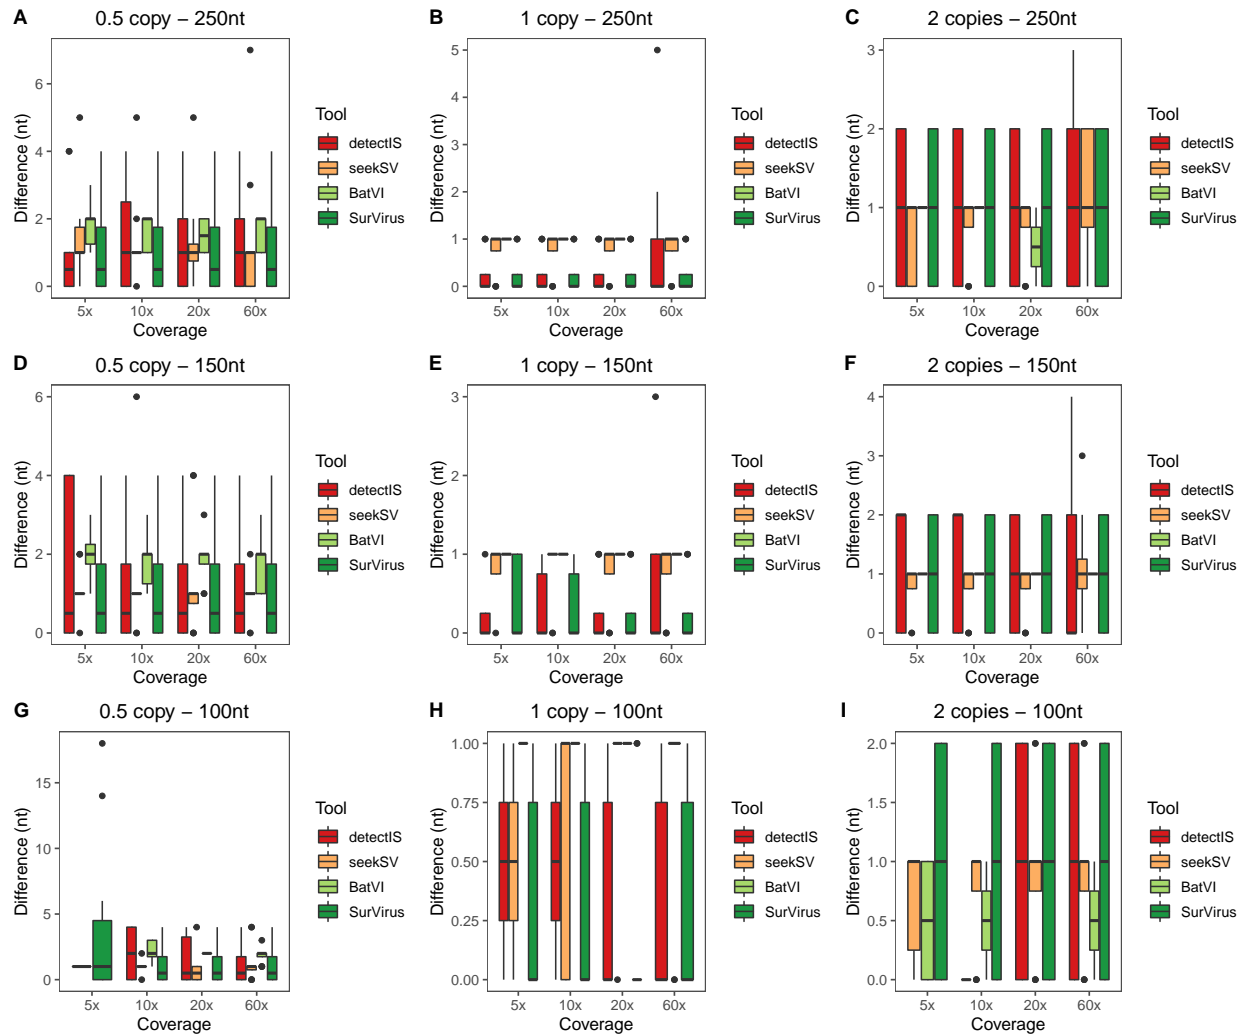 A 0.5 copy − 250nt
Difference (nt)
6
4
2
0
5x 10x 20x 60x
Coverage
Tool
detectIS
seekSV
BatVI
SurVirus
B 1 copy − 250nt
Difference (nt)
5
4
3
2
1
0
5x 10x 20x 60x
Coverage
Tool
detectIS
seekSV
BatVI
SurVirus
C 2 copies − 250nt
Difference (nt)
3
2
1
0
5x 10x 20x 60x
Coverage
Tool
detectIS
seekSV
BatVI
SurVirus
D 0.5 copy − 150nt
Difference (nt)
6
4
2
0
5x 10x 20x 60x
Coverage
Tool
detectIS
seekSV
BatVI
SurVirus
E 1 copy − 150nt
Difference (nt)
3
2
1
0
5x 10x 20x 60x
Coverage
Tool
detectIS
seekSV
BatVI
SurVirus
F 2 copies − 150nt
Difference (nt)
4
3
2
1
0
5x 10x 20x 60x
Coverage
Tool
detectIS
seekSV
BatVI
SurVirus
G 0.5 copy − 100nt
Difference (nt)
15
10
5
0
5x 10x 20x 60x
Coverage
Tool
detectIS
seekSV
BatVI
SurVirus
H 1 copy − 100nt
Difference (nt)
1.00
0.75
0.50
0.25
0.00
5x 10x 20x 60x
Coverage
Tool
detectIS
seekSV
BatVI
SurVirus
I 2 copies − 100nt
Difference (nt)
2.0
1.5
1.0
0.5
0.0
5x 10x 20x 60x
Coverage
Tool
detectIS
seekSV
BatVI
SurVirus